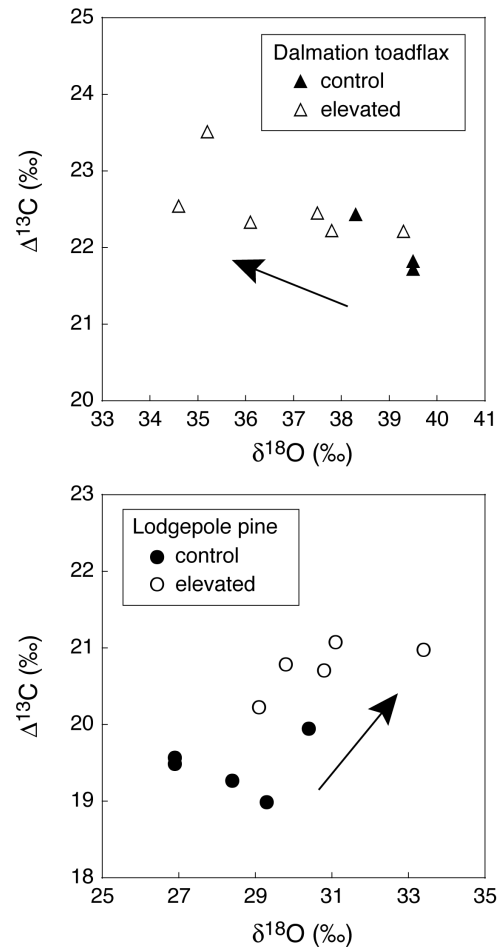 25
24
23
22
21
20
Δ13C (‰)
Dalmation toadflax
control
elevated
33 34 35 36 37 38 39 40 41
δ18O (‰)
23
22
21
20
19
18
Δ13C (‰)
Lodgepole pine
control
elevated
25 27 29 31 33 35
δ18O (‰)